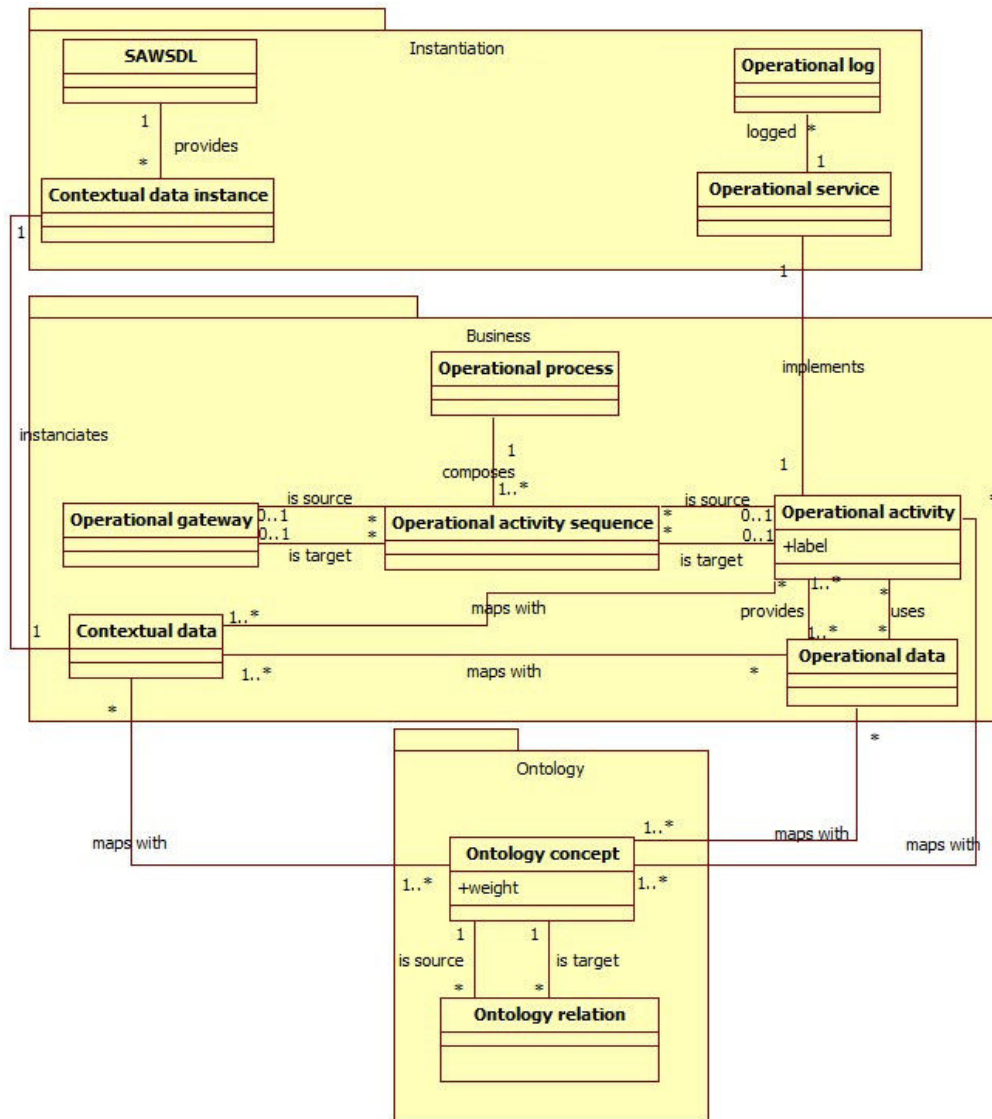 Instantiation
SAWSDL
Operational log
1
provides
*
logged
*
1
Contextual data instance
Operational service
1
1
Business
Operational process
implements
instanciates
1
composes
1..*
1
*
is source
is source
Operational gateway
0..1
*
Operational activity sequence
*
0..1
Operational activity
0..1
*
*
0..1
+label
is target
is target
1..*
maps with
*
1..*
provides
*
uses
1
Contextual data
1..*
*
Operational data
1..*
maps with
*
*
*
Ontology
maps with
1..*
maps with
maps with
Ontology concept
1..*
+weight
1..*
1
1
is source
is target
*
*
Ontology relation